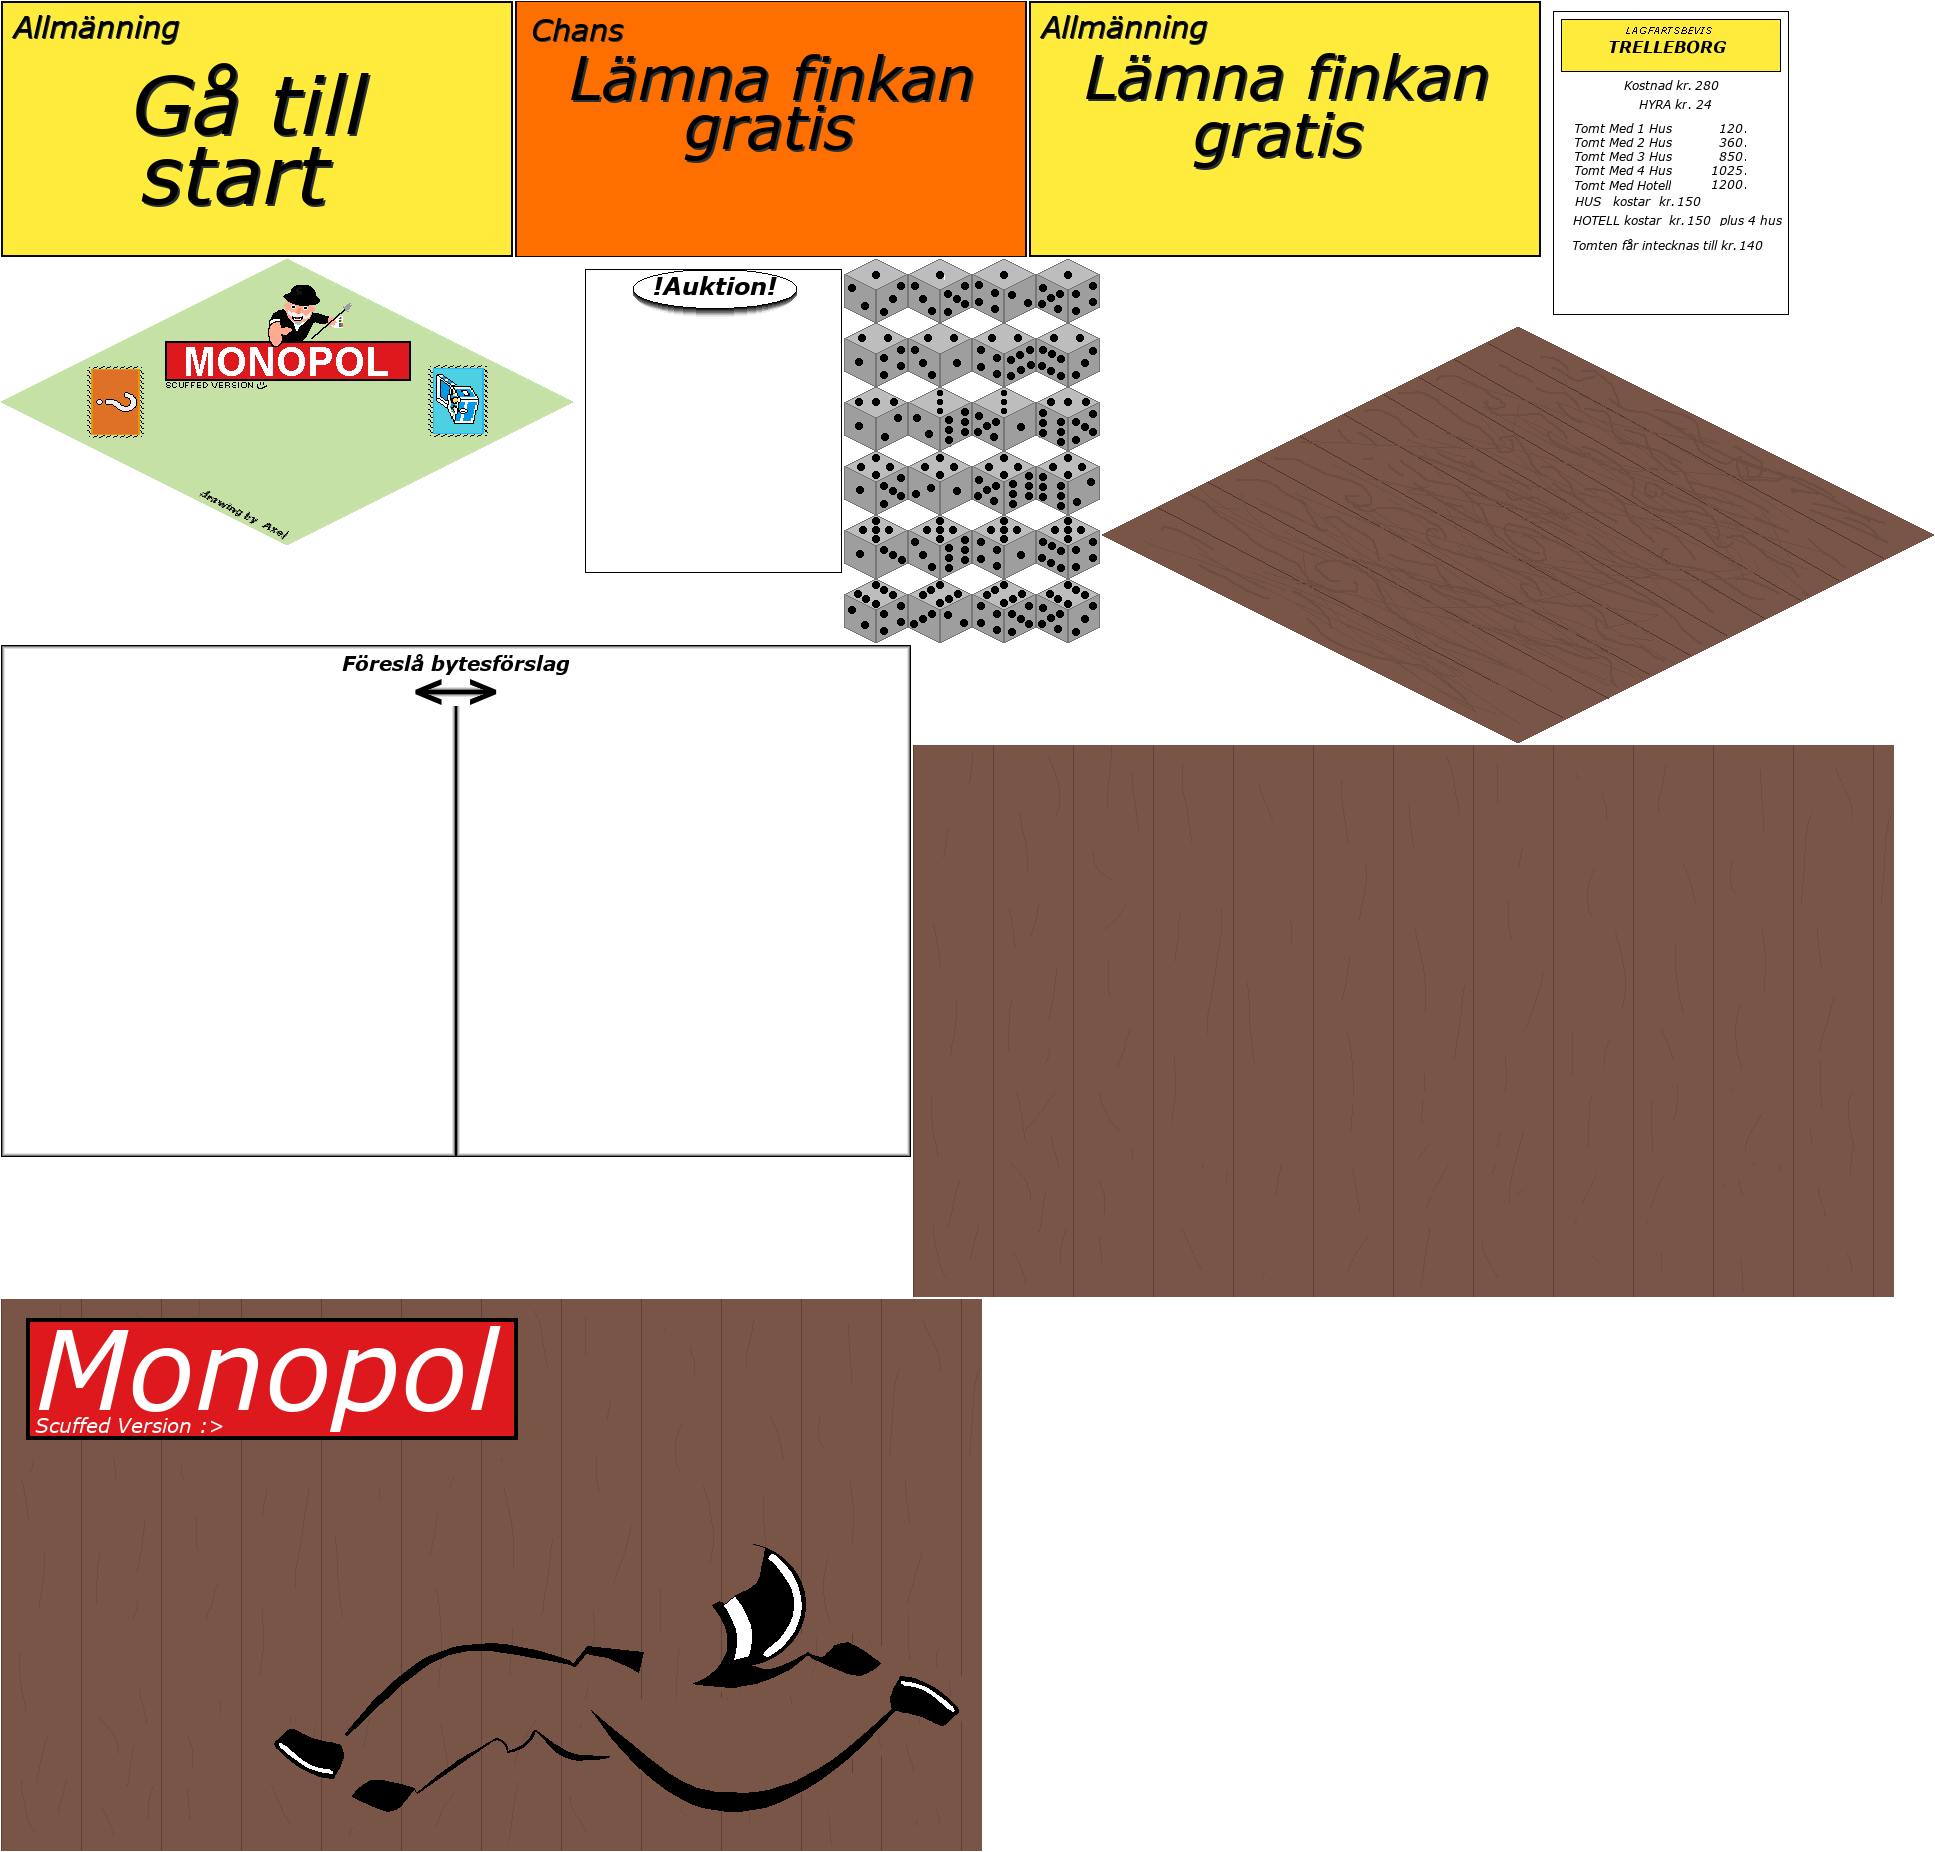 Allmänning
Gå till
start
Chans
Lämna finkan
gratis
Allmänning
Lämna finkan
gratis
LAGFARTSBEVIS
TRELLEBORG
Kostnad kr. 280
HYRA kr. 24
Tomt Med 1 Hus 120.
Tomt Med 2 Hus 360.
Tomt Med 3 Hus 850.
Tomt Med 4 Hus 1025.
Tomt Med Hotell 1200.
HUS kostar kr. 150
HOTELL kostar kr. 150 plus 4 hus
Tomten får intecknas till kr. 140
MONOPOL
SCUFFED VERSION
?
drawing by Axel
!Auktion!
Föreslå bytesförslag
Monopol
Scuffed Version :>